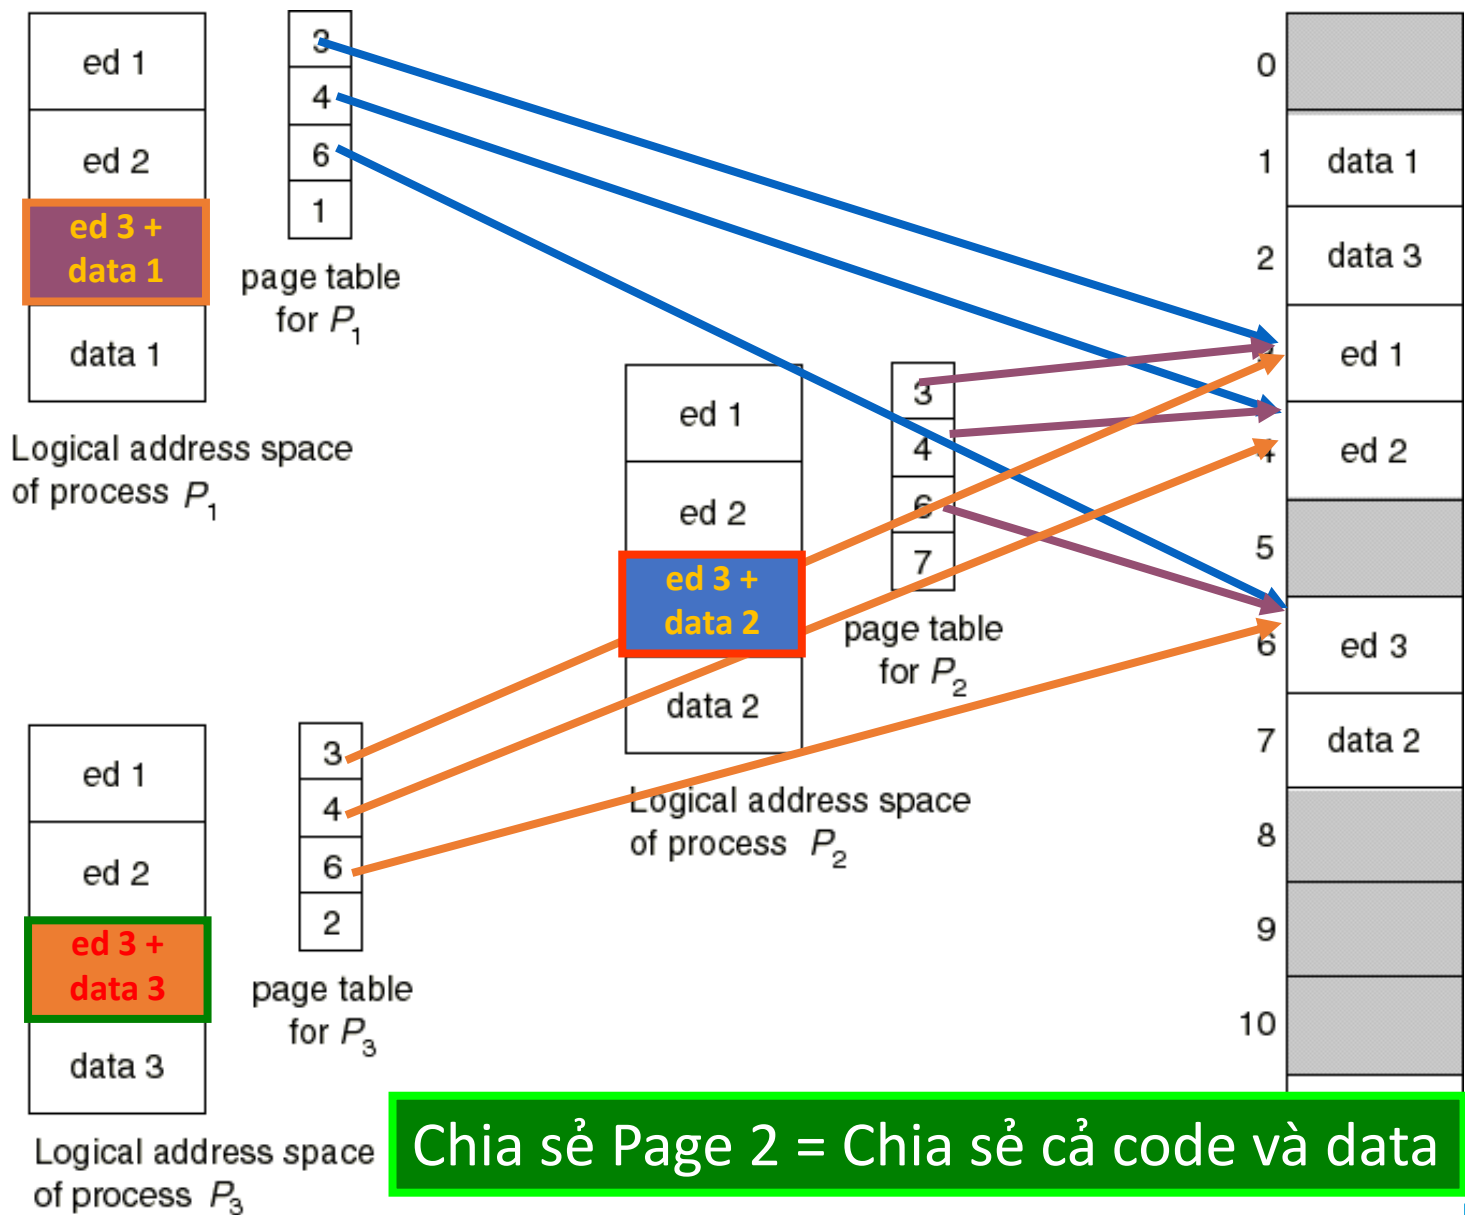 ed 1
ed 2
ed 3 +
data 1
data 1
Logical address space
of process P1
3
4
6
1
page table
for P1
ed 1
ed 2
ed 3 +
data 2
data 2
Logical address space
of process P2
3
4
6
7
page table
for P2
ed 1
ed 2
ed 3 +
data 3
data 3
Logical address space
of process P3
3
4
6
2
page table
for P3
0
1 data 1
2 data 3
ed 1
4 ed 2
5
6 ed 3
7 data 2
8
9
10
Chia sẻ Page 2 = Chia sẻ cả code và data